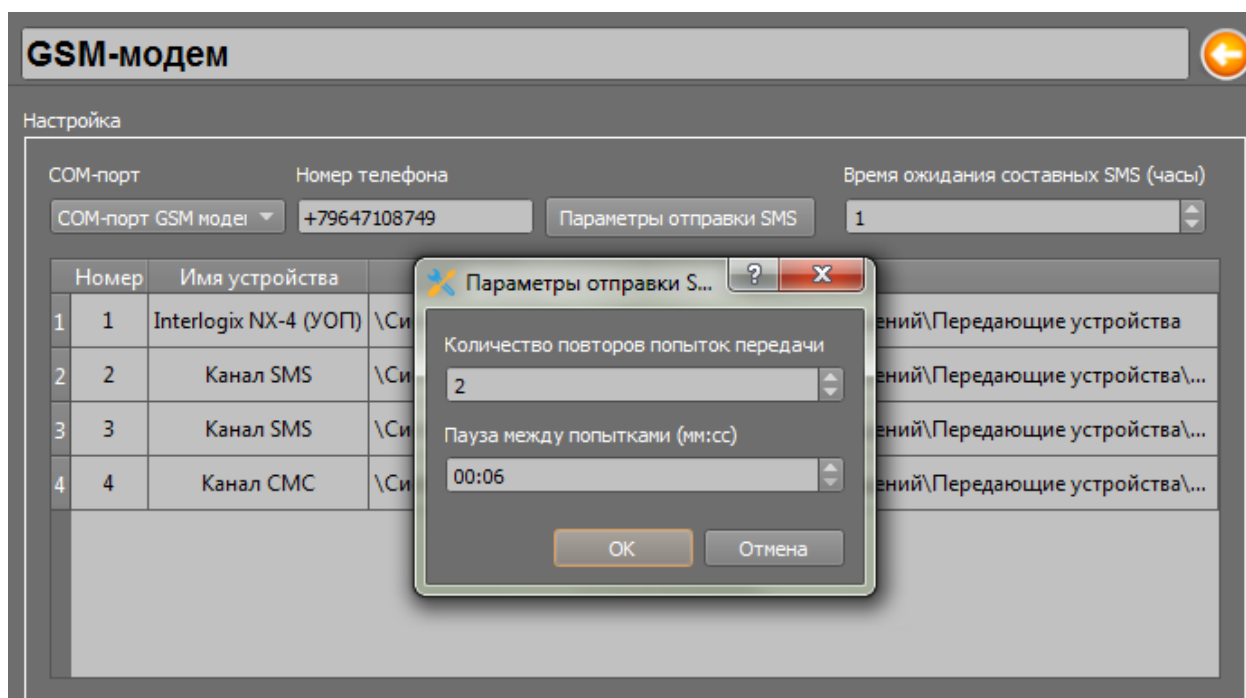 GSM-модем
Настройка
COM-порт Номер телефона Время ожидания составных SMS (часы)
COM-порт GSM +79647108749 Параметры отправки SMS 1
Номер Имя устройства
1 1 Interlogix NX-4 (УОП) \Си ений\Передающие устройства
2 2 Канал SMS \Си ений\Передающие устройства\...
3 3 Канал SMS \Си ений\Передающие устройства\...
4 4 Канал СМС \Си ений\Передающие устройства\...
Параметры отправки S...
Количество повторов попыток передачи
2
Пауза между попытками (мм:сс)
00:06
OK Отмена